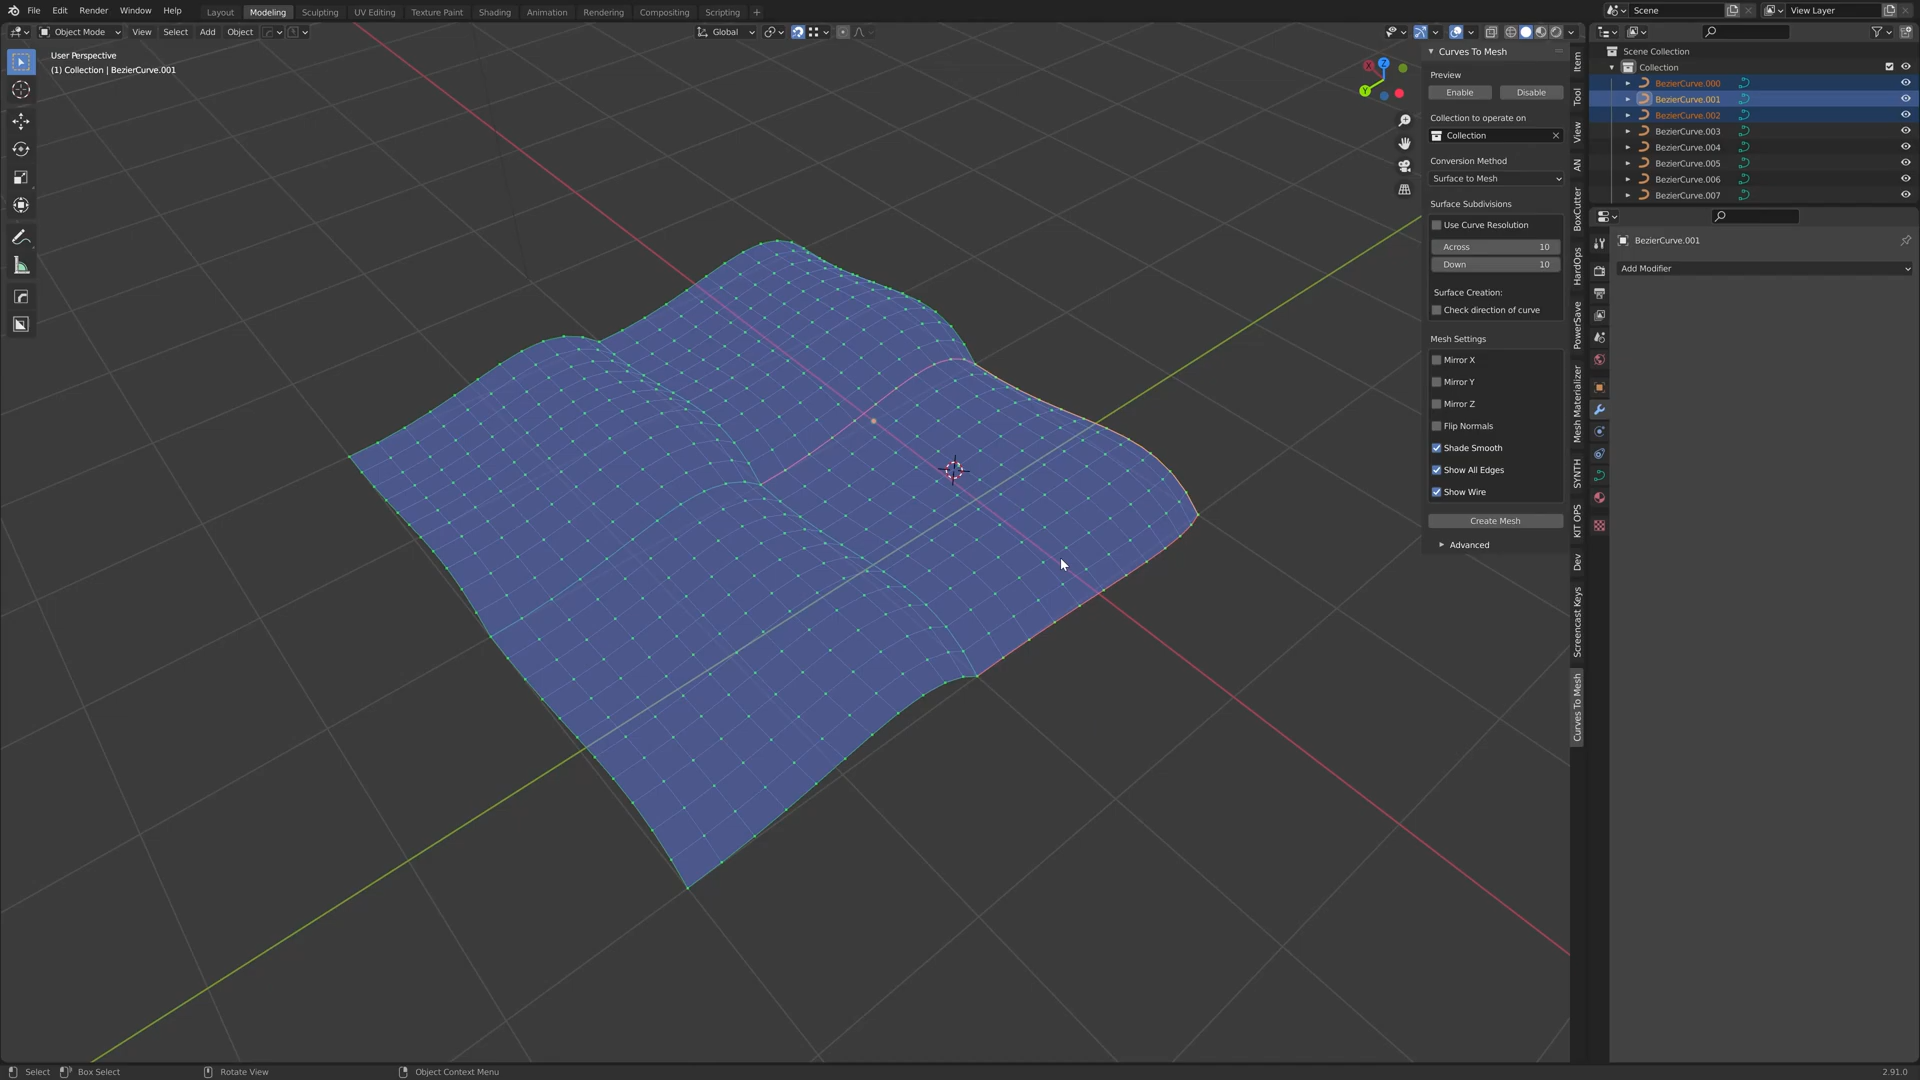 File Edit Render Window Help Layout Modeling Sculpting UV Editing Texture Paint Shading Animation Rendering Compositing Scripting + Scene View Layer
Object Mode View Select Add Object Global
User Perspective
(1) Collection | BezierCurve.001
X
Y
Z
Curves To Mesh
Preview
Enable Disable
Collection to operate on
Collection
Conversion Method
Surface to Mesh
Surface Subdivisions
Use Curve Resolution
Across 10
Down 10
Surface Creation:
Check direction of curve
Mesh Settings
Mirror X
Mirror Y
Mirror Z
Flip Normals
Shade Smooth
Show All Edges
Show Wire
Create Mesh
Advanced
Item
Tool
View
AN
BoxCutter
HardOps
PowerSave
Mesh Materializer
SYNTH
KIT OPS
Dev
Screencast Keys
Curves To Mesh
Scene Collection
Collection
BezierCurve.000
BezierCurve.001
BezierCurve.002
BezierCurve.003
BezierCurve.004
BezierCurve.005
BezierCurve.006
BezierCurve.007
BezierCurve.001
Add Modifier
Select Box Select Rotate View Object Context Menu 2.91.0